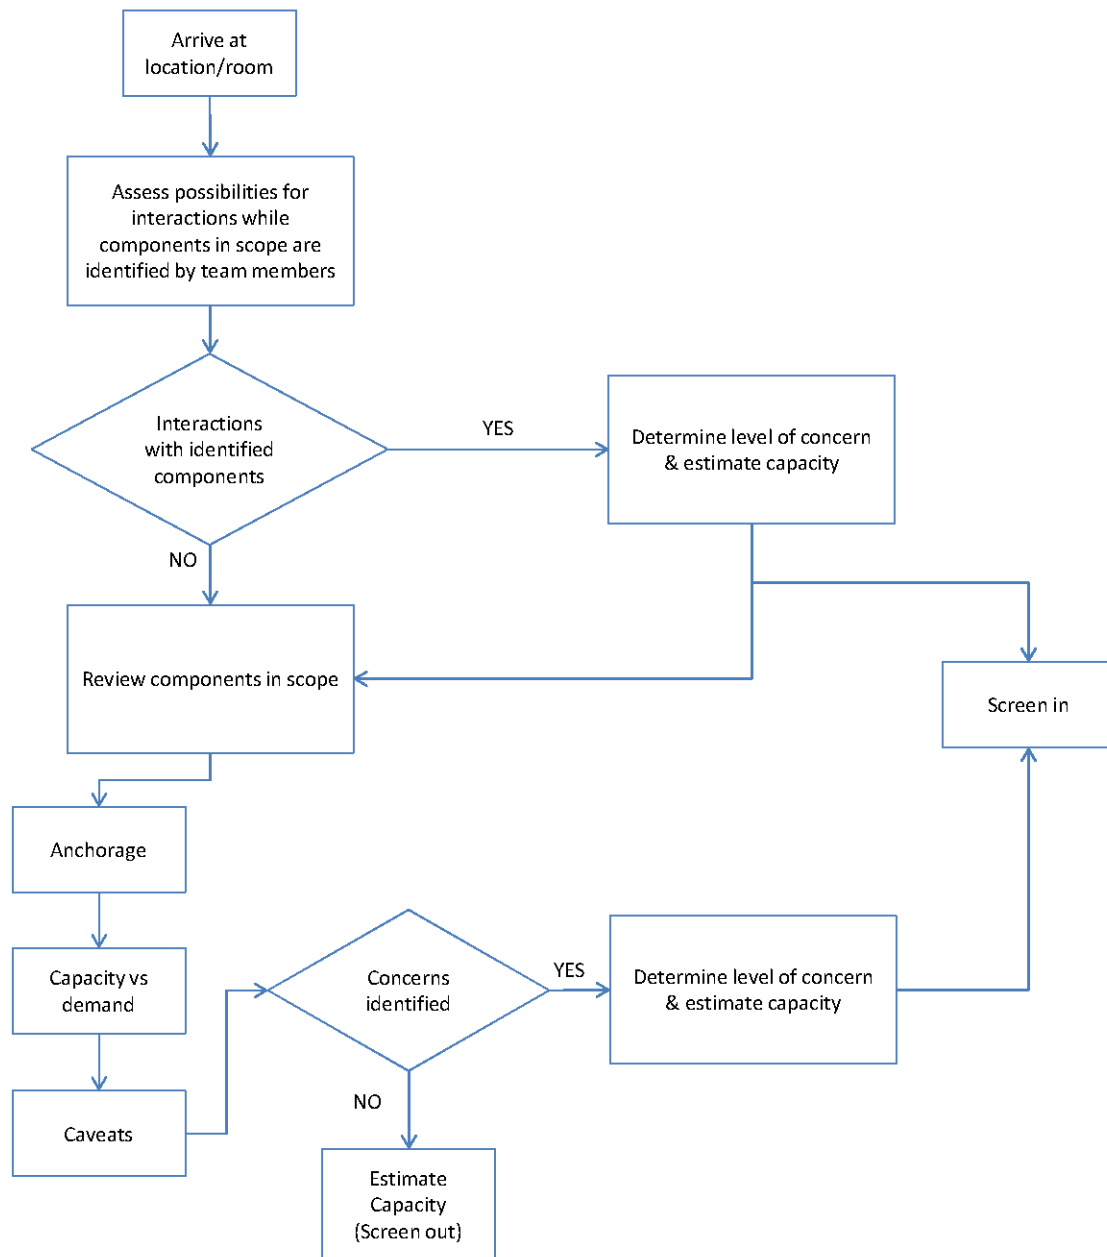 Arrive at
location/room
Assess possibilities for
interactions while
components in scope are
identified by team members
Interactions
with identified
components
YES
Determine level of concern
& estimate capacity
NO
Review components in scope
Screen in
Anchorage
Capacity vs
demand
Caveats
Concerns
identified
YES
Determine level of concern
& estimate capacity
NO
Estimate
Capacity
(Screen out)